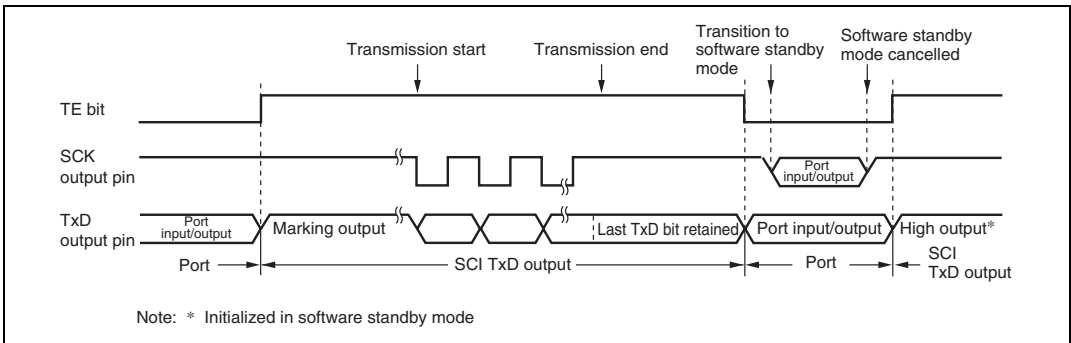 Transmission start
Transmission end
Transition to
software standby
mode
Software standby
mode cancelled
TE bit
SCK
output pin
Port
input/output
TxD
output pin
Port
input/output
Marking output
Last TxD bit retained
Port input/output
High output*
Port
SCI TxD output
Port
SCI
TxD output
Note: * Initialized in software standby mode